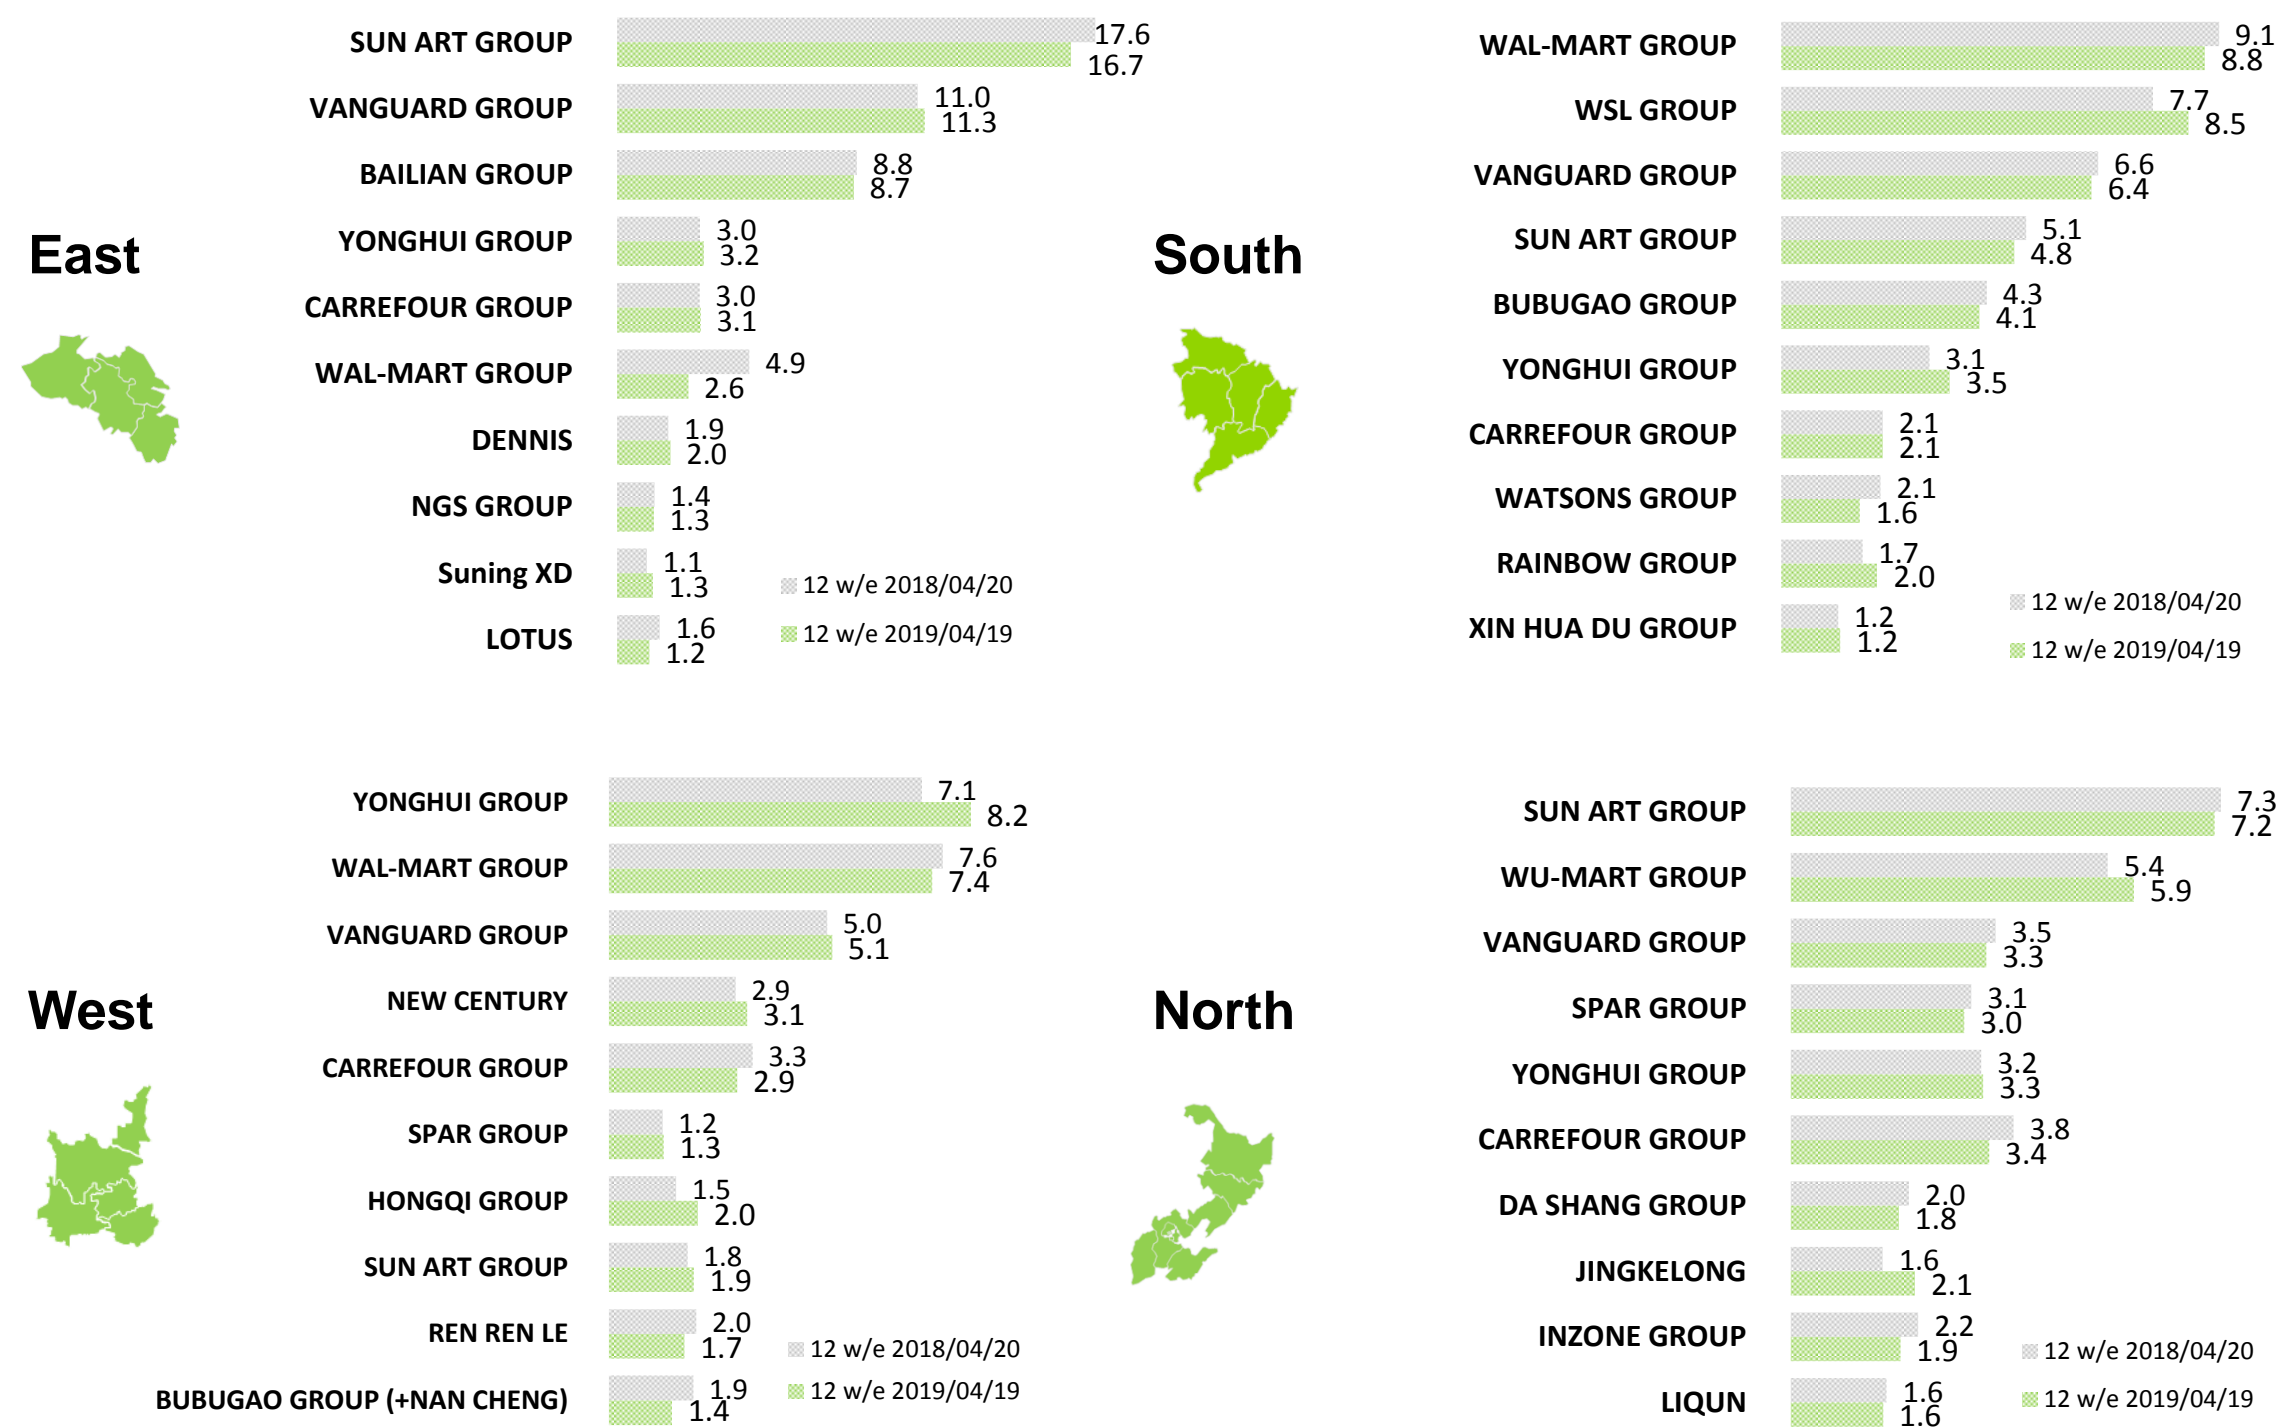 East
SUN ART GROUP 17.6
16.7
VANGUARD GROUP 11.0
11.3
BAILIAN GROUP 8.8
8.7
YONGHUI GROUP 3.0
3.2
CARREFOUR GROUP 3.0
3.1
WAL-MART GROUP 4.9
2.6
DENNIS 1.9
2.0
NGS GROUP 1.4
1.3
Suning XD 1.1
1.3
LOTUS 1.6
1.2
12 w/e 2018/04/20
12 w/e 2019/04/19
South
WAL-MART GROUP 9.1
8.8
WSL GROUP 7.7
8.5
VANGUARD GROUP 6.6
6.4
SUN ART GROUP 5.1
4.8
BUBUGAO GROUP 4.3
4.1
YONGHUI GROUP 3.1
3.5
CARREFOUR GROUP 2.1
2.1
WATSONS GROUP 2.1
1.6
RAINBOW GROUP 1.7
2.0
XIN HUA DU GROUP 1.2
1.2
12 w/e 2018/04/20
12 w/e 2019/04/19
West
YONGHUI GROUP 7.1
8.2
WAL-MART GROUP 7.6
7.4
VANGUARD GROUP 5.0
5.1
NEW CENTURY 2.9
3.1
CARREFOUR GROUP 3.3
2.9
SPAR GROUP 1.2
1.3
HONGQI GROUP 1.5
2.0
SUN ART GROUP 1.8
1.9
REN REN LE 2.0
1.7
BUBUGAO GROUP (+NAN CHENG) 1.9
1.4
12 w/e 2018/04/20
12 w/e 2019/04/19
North
SUN ART GROUP 7.3
7.2
WU-MART GROUP 5.4
5.9
VANGUARD GROUP 3.5
3.3
SPAR GROUP 3.1
3.0
YONGHUI GROUP 3.2
3.3
CARREFOUR GROUP 3.8
3.4
DA SHANG GROUP 2.0
1.8
JINGKELONG 1.6
2.1
INZONE GROUP 2.2
1.9
LIQUN 1.6
1.6
12 w/e 2018/04/20
12 w/e 2019/04/19